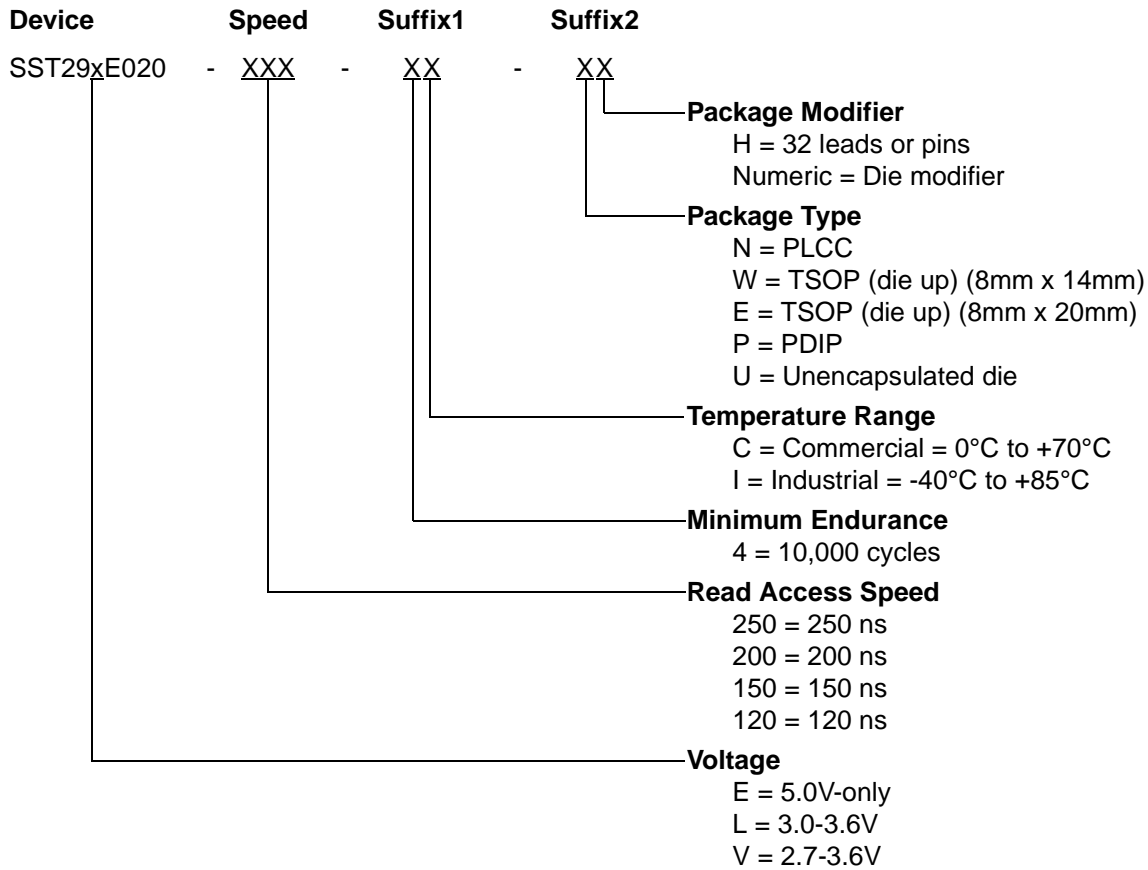 Device Speed Suffix1 Suffix2
SST29xE020 - XXX - XX - XX
Package Modifier
H = 32 leads or pins
Numeric = Die modifier
Package Type
N = PLCC
W = TSOP (die up) (8mm x 14mm)
E = TSOP (die up) (8mm x 20mm)
P = PDIP
U = Unencapsulated die
Temperature Range
C = Commercial = 0°C to +70°C
I = Industrial = -40°C to +85°C
Minimum Endurance
4 = 10,000 cycles
Read Access Speed
250 = 250 ns
200 = 200 ns
150 = 150 ns
120 = 120 ns
Voltage
E = 5.0V-only
L = 3.0-3.6V
V = 2.7-3.6V